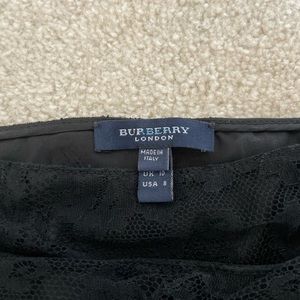 BURBERRY
LONDON
MADE IN
ITALY
UK 10
USA 8